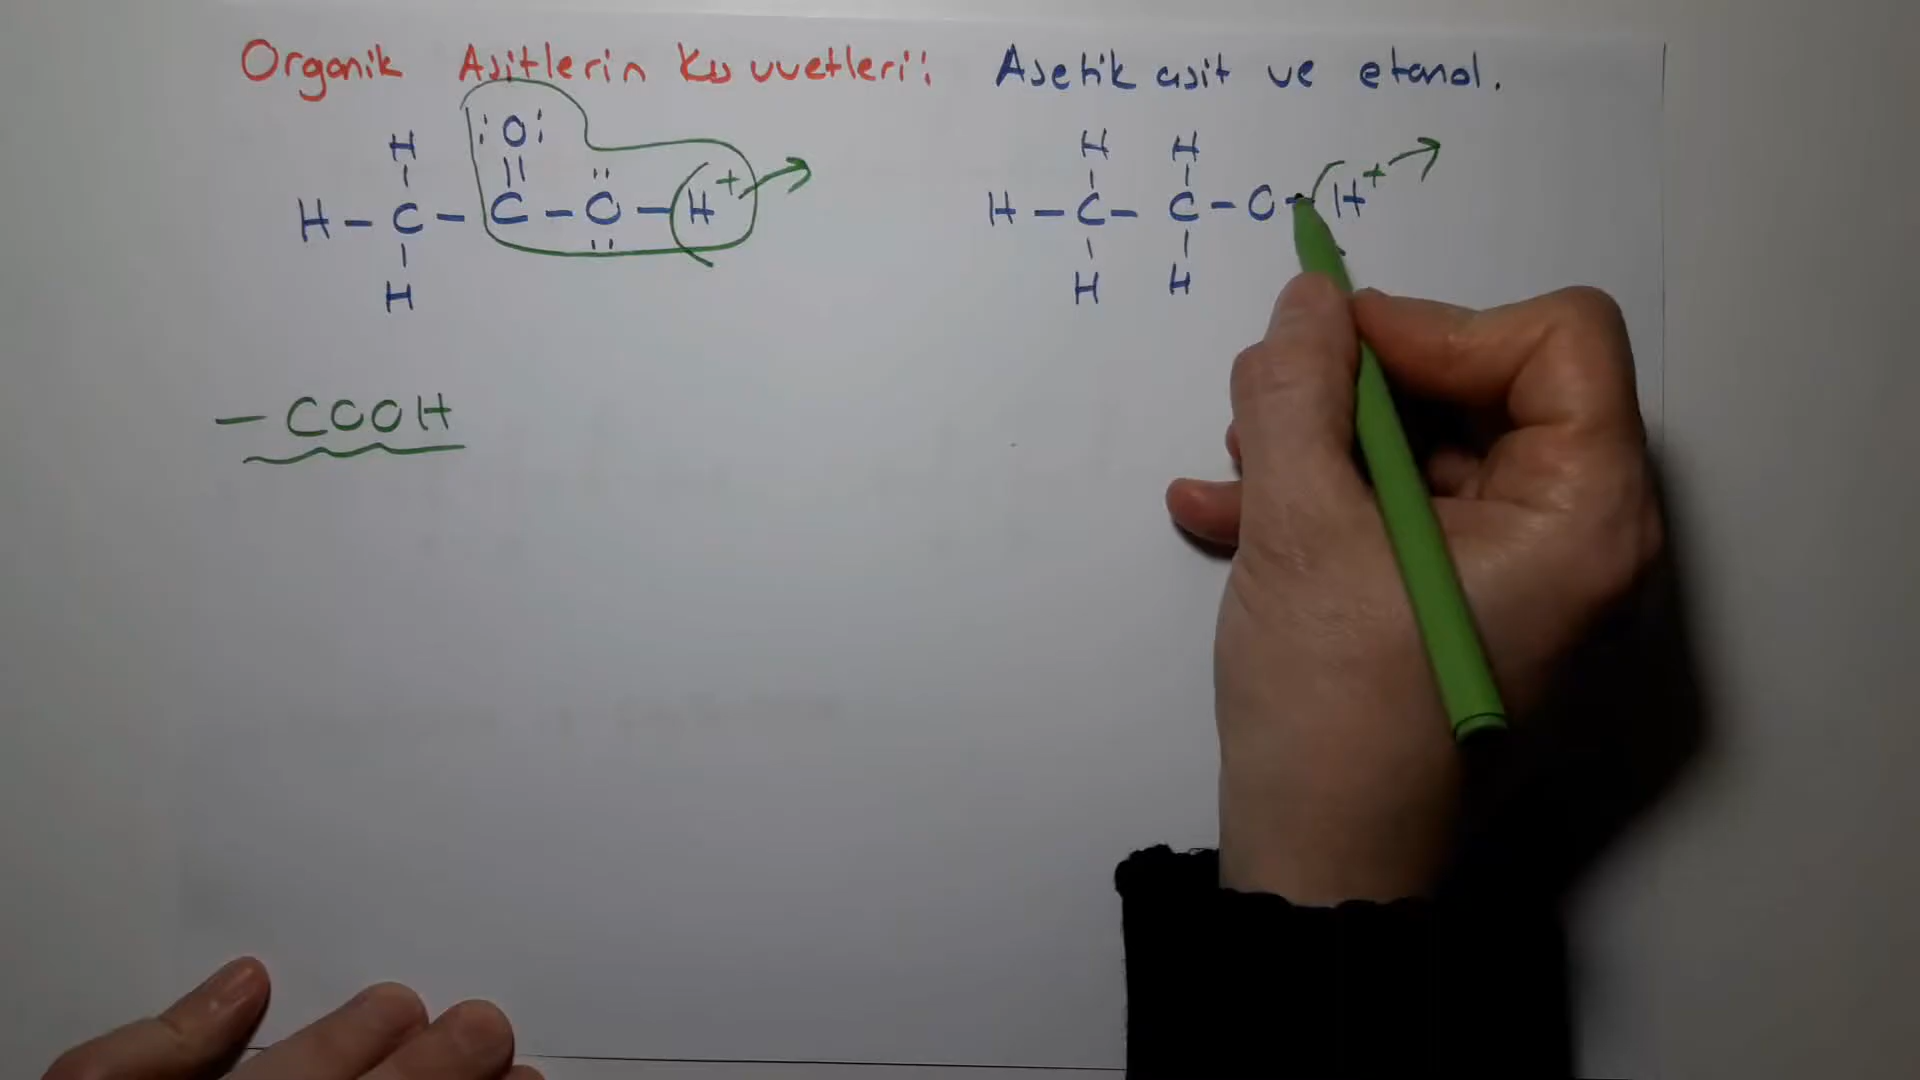 Organik Asitlerin Kuvvetleri: Asetik asit ve etanol.
H :O: H H
H – C – C – O – H + H – C – C – O – H +
H H H
– COOH